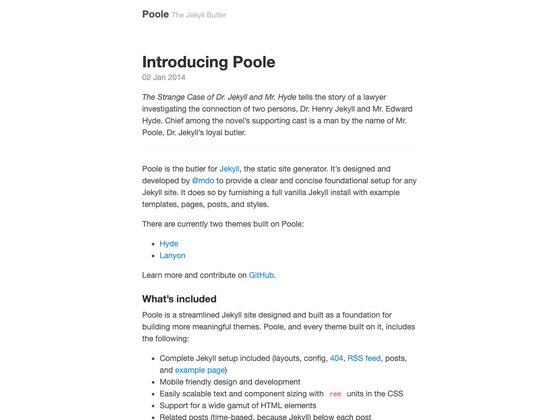 Poole The Jekyll Butler
Introducing Poole
02 Jan 2014
The Strange Case of Dr. Jekyll and Mr. Hyde tells the story of a lawyer
investigating the connection of two persons, Dr. Henry Jekyll and Mr. Edward
Hyde. Chief among the novel's supporting cast is a man by the name of Mr.
Poole, Dr. Jekyll's loyal butler.
Poole is the butler for Jekyll, the static site generator. It's designed and
developed by @mdo to provide a clear and concise foundational setup for any
Jekyll site. It does so by furnishing a full vanilla Jekyll install with example
templates, pages, posts, and styles.
There are currently two themes built on Poole:
• Hyde
• Lanyon
Learn more and contribute on GitHub.
What's included
Poole is a streamlined Jekyll site designed and built as a foundation for
building more meaningful themes. Poole, and every theme built on it, includes
the following:
• Complete Jekyll setup included (layouts, config, 404, RSS feed, posts,
and example page)
• Mobile friendly design and development
• Easily scalable text and component sizing with rem units in the CSS
• Support for a wide gamut of HTML elements
• Related posts (time-based, because Jekyll) below each post